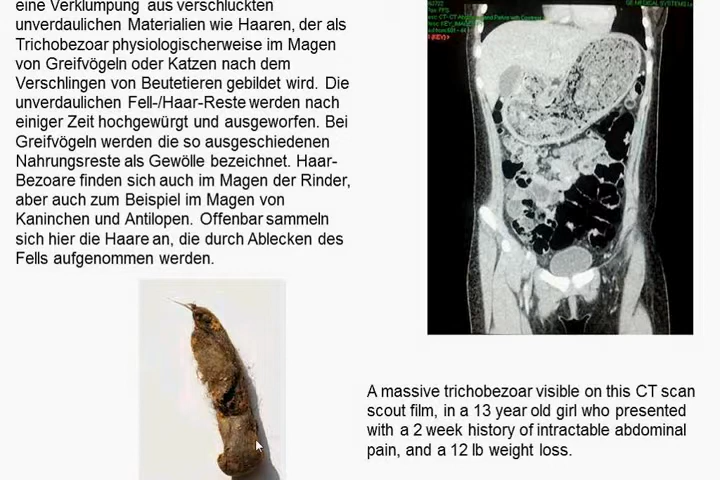 eine Verklumpung aus verschluckten
unverdaulichen Materialien wie Haaren, der als
Trichobezoar physiologischerweise im Magen
von Greifvögeln oder Katzen nach dem
Verschlingen von Beutetieren gebildet wird. Die
unverdaulichen Fell-/Haar-Reste werden nach
einiger Zeit hochgewürgt und ausgeworfen. Bei
Greifvögeln werden die so ausgeschiedenen
Nahrungsreste als Gewölle bezeichnet. Haar-
Bezoare finden sich auch im Magen der Rinder,
aber auch zum Beispiel im Magen von
Kaninchen und Antilopen. Offenbar sammeln
sich hier die Haare an, die durch Ablecken des
Fells aufgenommen werden.
GE MEDICAL SYSTEMS
A massive trichobezoar visible on this CT scan
scout film, in a 13 year old girl who presented
with a 2 week history of intractable abdominal
pain, and a 12 lb weight loss.